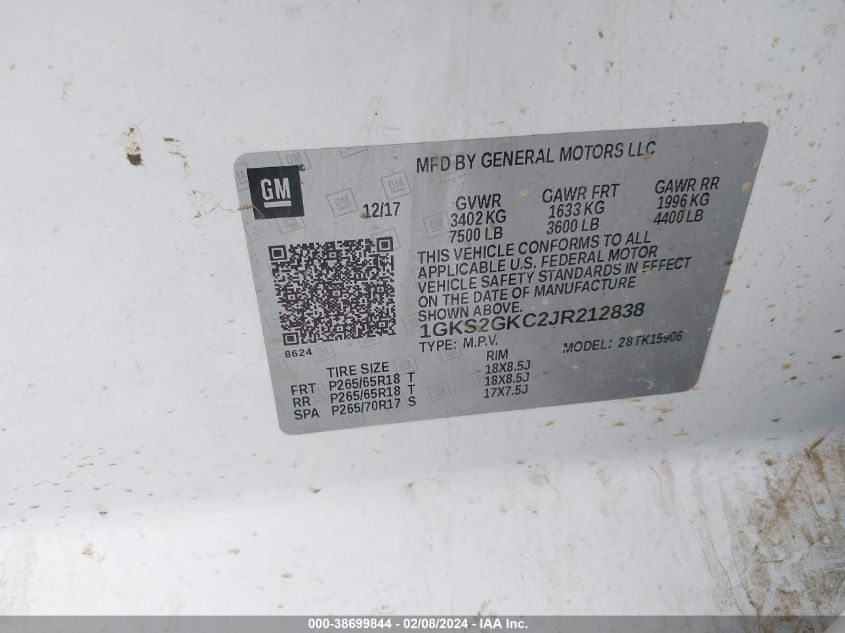 MFD BY GENERAL MOTORS LLC
GM
12/17
GVWR GAWR FRT GAWR RR
3402 KG 1633 KG 1996 KG
7500 LB 3600 LB 4400 LB
THIS VEHICLE CONFORMS TO ALL
APPLICABLE U.S. FEDERAL MOTOR
VEHICLE SAFETY STANDARDS IN EFFECT
ON THE DATE OF MANUFACTURE
SHOWN ABOVE.
1GKS2GKC2JR212838
8624
TYPE: M.P.V. MODEL: 28TK15906
TIRE SIZE RIM
FRT P265/65R18 T 18X8.5J
RR P265/65R18 T 18X8.5J
SPA P265/70R17 S 17X7.5J
000-38699844 - 02/08/2024 - IAA Inc.